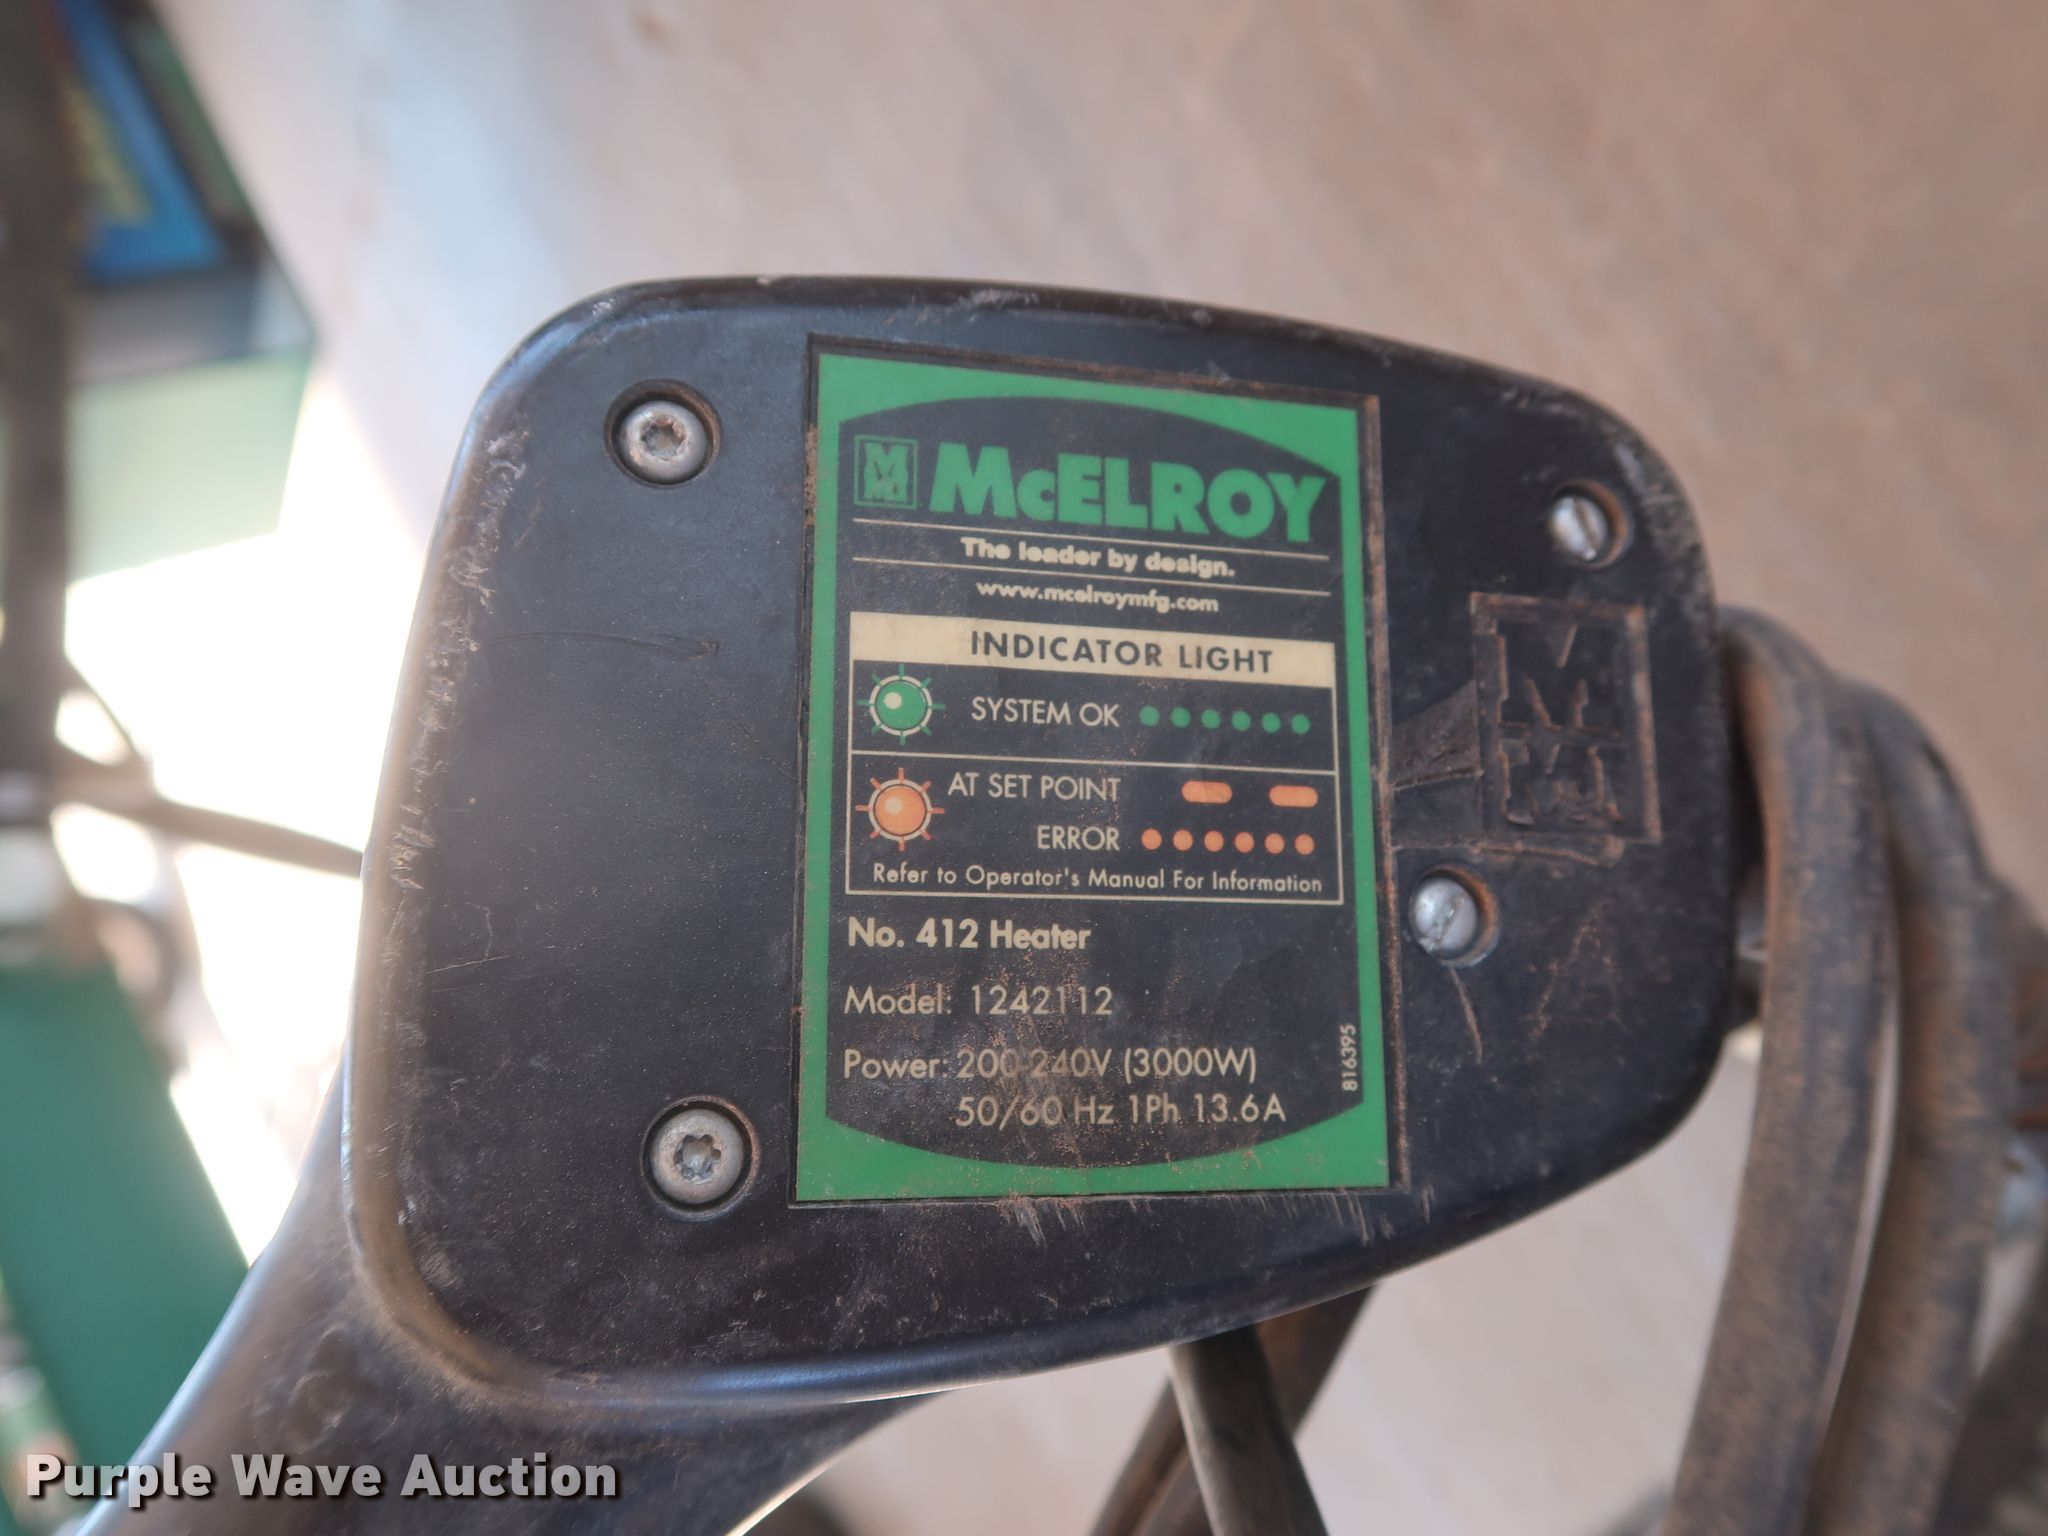 McELROY
The leader by design.
www.mcelroymfg.com
INDICATOR LIGHT
SYSTEM OK
AT SET POINT
ERROR
Refer to Operator's Manual For Information
No. 412 Heater
Model: 1242112
Power: 200-240V (3000W)
50/60 Hz 1Ph 13.6A
816395
Purple Wave Auction